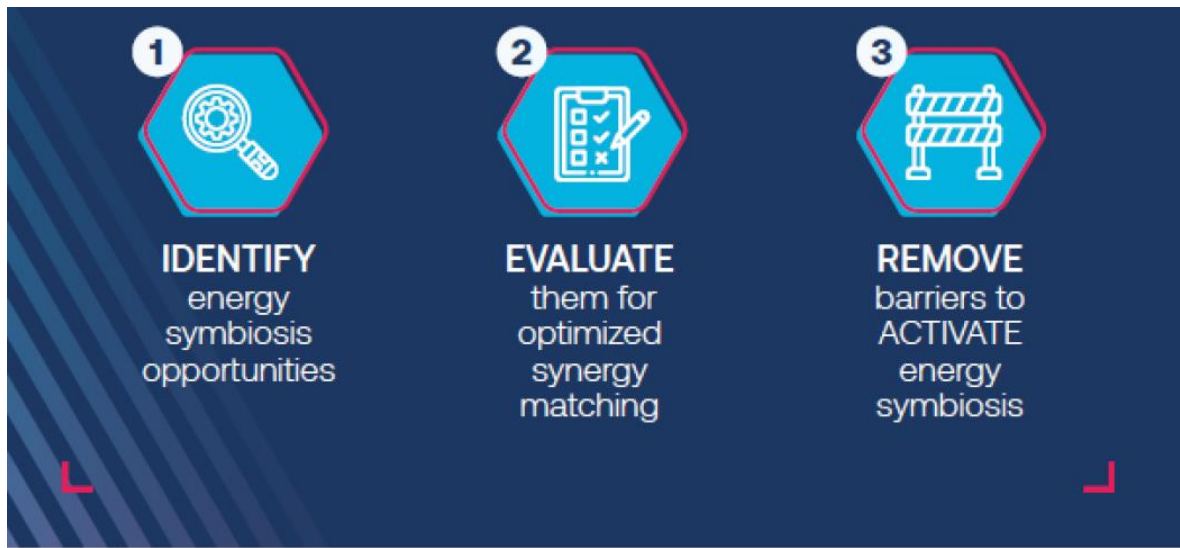 1
IDENTIFY
energy
symbiosis
opportunities
2
EVALUATE
them for
optimized
synergy
matching
3
REMOVE
barriers to
ACTIVATE
energy
symbiosis